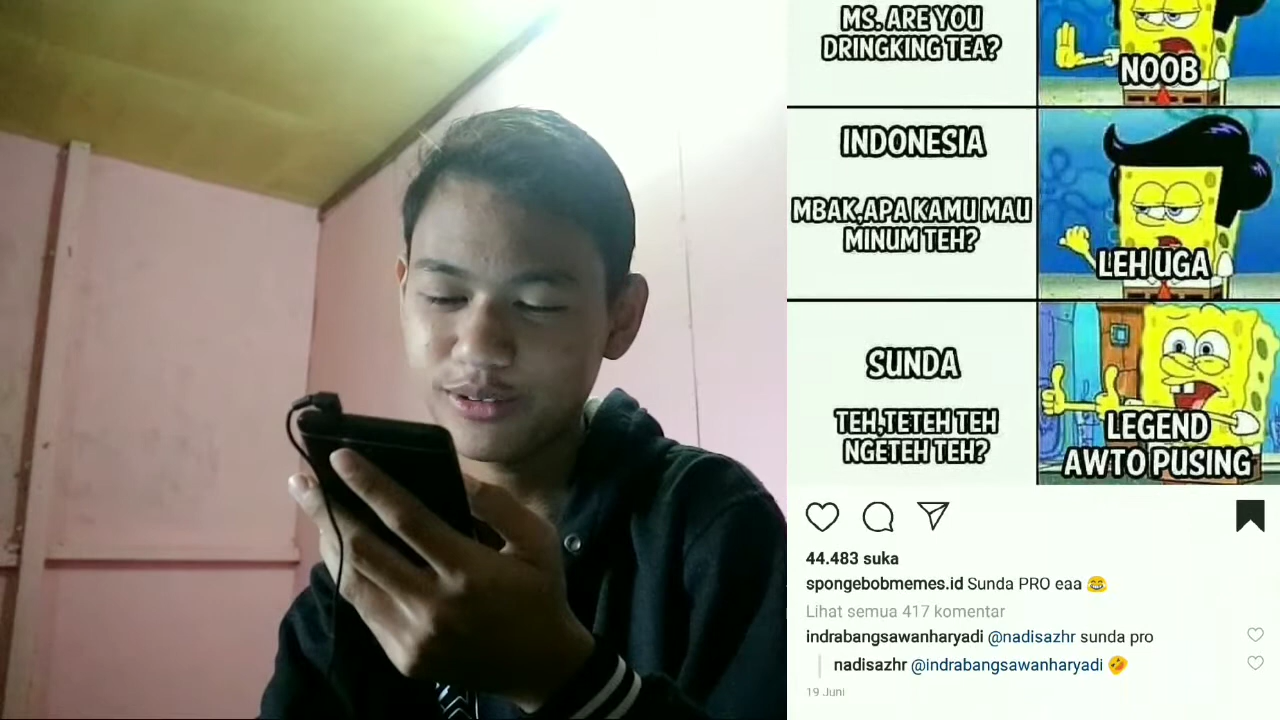 MS. ARE YOU
DRINGKING TEA?
NOOB
INDONESIA
MBAK,APA KAMU MAU
MINUM TEH?
LEH UGA
SUNDA
TEH,TETEH TEH
NGETEH TEH?
LEGEND
AWTO PUSING
44.483 suka
spongebobmemes.id Sunda PRO eaa 😂
Lihat semua 417 komentar
indrabangsawanharyadi @nadisazhr sunda pro
nadisazhr @indrabangsawanharyadi 🤣
19 Juni